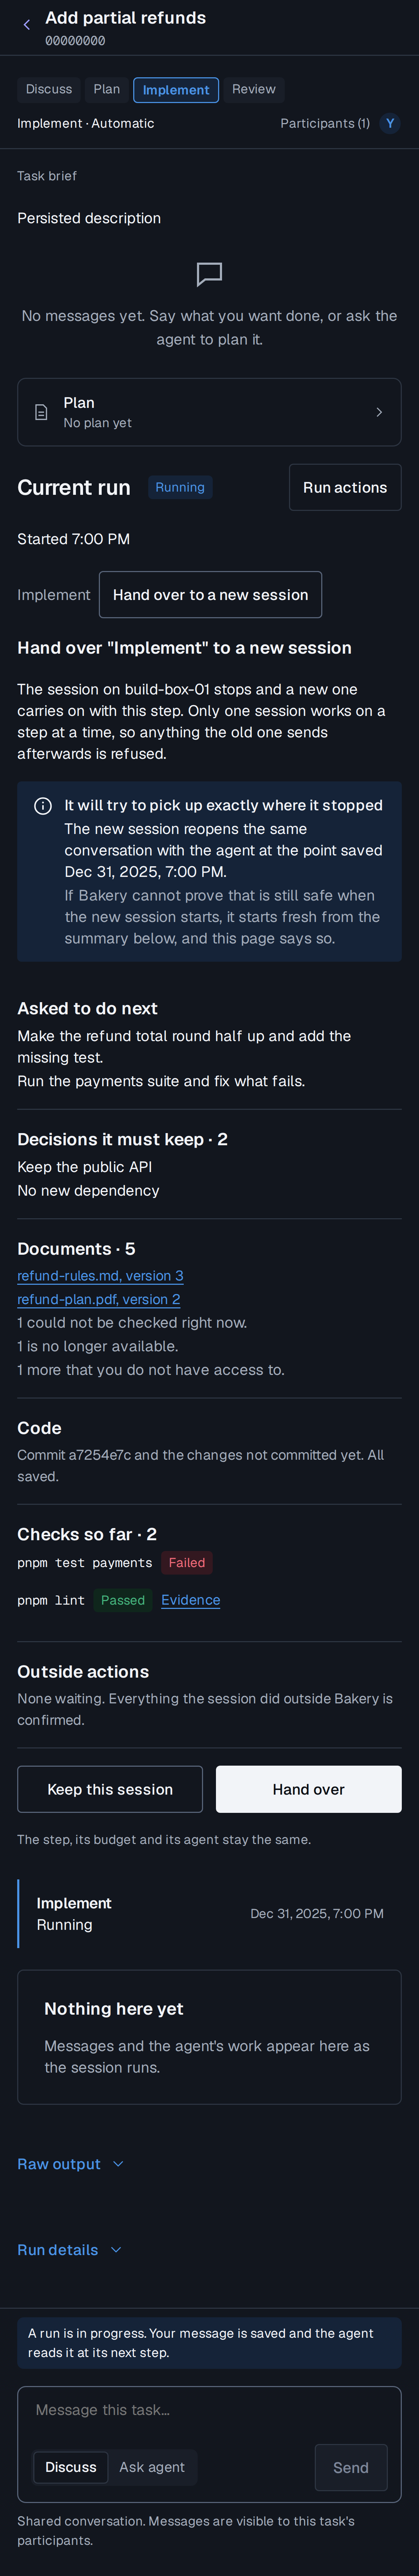 Add partial refunds
00000000
Discuss
Plan
Implement
Review
Implement · Automatic
Participants (1)
Y
Task brief
Persisted description
No messages yet. Say what you want done, or ask the
agent to plan it.
Plan
No plan yet
Current run
Running
Run actions
Started 7:00 PM
Implement
Hand over to a new session
Hand over "Implement" to a new session
The session on build-box-01 stops and a new one
carries on with this step. Only one session works on a
step at a time, so anything the old one sends
afterwards is refused.
It will try to pick up exactly where it stopped
The new session reopens the same
conversation with the agent at the point saved
Dec 31, 2025, 7:00 PM.
If Bakery cannot prove that is still safe when
the new session starts, it starts fresh from the
summary below, and this page says so.
Asked to do next
Make the refund total round half up and add the
missing test.
Run the payments suite and fix what fails.
Decisions it must keep · 2
Keep the public API
No new dependency
Documents · 5
refund-rules.md, version 3
refund-plan.pdf, version 2
1 could not be checked right now.
1 is no longer available.
1 more that you do not have access to.
Code
Commit a7254e7c and the changes not committed yet. All
saved.
Checks so far · 2
pnpm test payments
Failed
pnpm lint
Passed
Evidence
Outside actions
None waiting. Everything the session did outside Bakery is
confirmed.
Keep this session
Hand over
The step, its budget and its agent stay the same.
Implement
Running
Dec 31, 2025, 7:00 PM
Nothing here yet
Messages and the agent's work appear here as
the session runs.
Raw output
Run details
A run is in progress. Your message is saved and the agent
reads it at its next step.
Message this task...
Discuss
Ask agent
Send
Shared conversation. Messages are visible to this task's
participants.